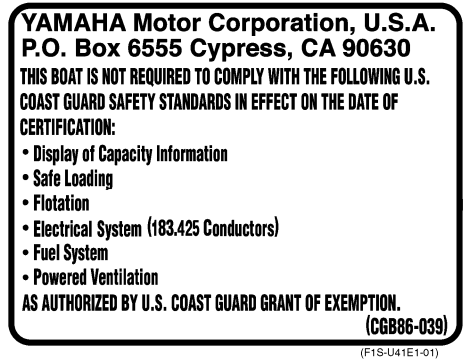 YAMAHA Motor Corporation, U.S.A.
P.O. Box 6555 Cypress, CA 90630
THIS BOAT IS NOT REQUIRED TO COMPLY WITH THE FOLLOWING U.S.
COAST GUARD SAFETY STANDARDS IN EFFECT ON THE DATE OF
CERTIFICATION:
• Display of Capacity Information
• Safe Loading
• Flotation
• Electrical System (183.425 Conductors)
• Fuel System
• Powered Ventilation
AS AUTHORIZED BY U.S. COAST GUARD GRANT OF EXEMPTION.
(CGB86-039)
(F1S-U41E1-01)